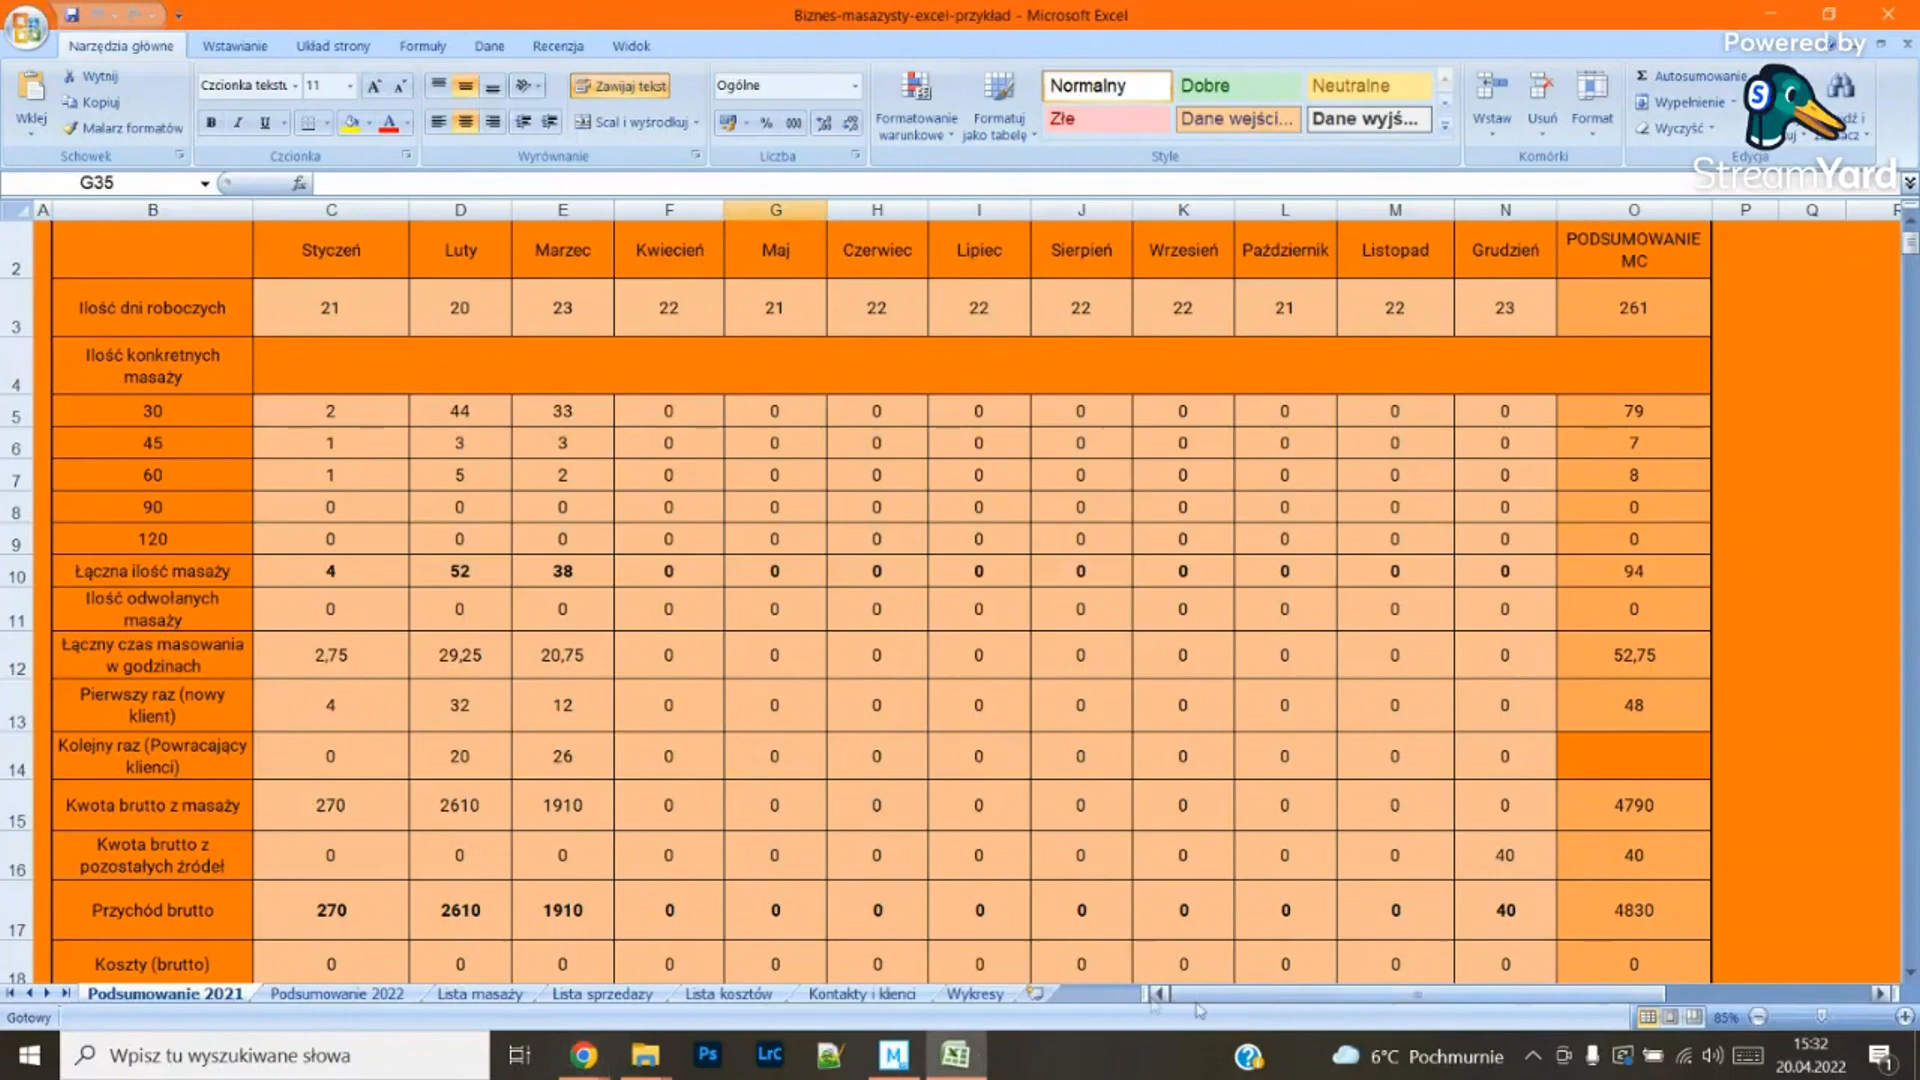 Biznes-masazysty-excel-przykład - Microsoft Excel
Narzędzia główne Wstawianie Układ strony Formuły Dane Recenzja Widok
Powered by
StreamYard
Wklej
Wytnij
Kopiuj
Malarz formatów
Schowek
Czcionka tekstu 11
B I U A
Czcionka
Zawijaj tekst
Scal i wyśrodkuj
Wyrównanie
Ogólne
% 000
Liczba
Formatowanie warunkowe
Formatuj jako tabelę
Normalny Dobre Neutralne
Złe Dane wejści... Dane wyjś...
Style
Wstaw Usuń Format
Komórki
Σ Autosumowanie
Wypełnienie
Wyczyść
Edycja
G35 fx
A B C D E F G H I J K L M N O P Q
2 Styczeń Luty Marzec Kwiecień Maj Czerwiec Lipiec Sierpień Wrzesień Październik Listopad Grudzień PODSUMOWANIE MC
3 Ilość dni roboczych 21 20 23 22 21 22 22 22 22 21 22 23 261
4 Ilość konkretnych masaży
5 30 2 44 33 0 0 0 0 0 0 0 0 0 79
6 45 1 3 3 0 0 0 0 0 0 0 0 0 7
7 60 1 5 2 0 0 0 0 0 0 0 0 0 8
8 90 0 0 0 0 0 0 0 0 0 0 0 0 0
9 120 0 0 0 0 0 0 0 0 0 0 0 0 0
10 Łączna ilość masaży 4 52 38 0 0 0 0 0 0 0 0 0 94
11 Ilość odwołanych masaży 0 0 0 0 0 0 0 0 0 0 0 0 0
12 Łączny czas masowania w godzinach 2,75 29,25 20,75 0 0 0 0 0 0 0 0 0 52,75
13 Pierwszy raz (nowy klient) 4 32 12 0 0 0 0 0 0 0 0 0 48
14 Kolejny raz (Powracający klienci) 0 20 26 0 0 0 0 0 0 0 0 0
15 Kwota brutto z masaży 270 2610 1910 0 0 0 0 0 0 0 0 0 4790
16 Kwota brutto z pozostałych źródeł 0 0 0 0 0 0 0 0 0 0 0 40 40
17 Przychód brutto 270 2610 1910 0 0 0 0 0 0 0 0 40 4830
18 Koszty (brutto) 0 0 0 0 0 0 0 0 0 0 0 0 0
Podsumowanie 2021 Podsumowanie 2022 Lista masaży Lista sprzedazy Lista kosztów Kontakty i klienci Wykresy
Gotowy 85%
Wpisz tu wyszukiwane słowa
Ps LrC M
6°C Pochmurnie
15:32
20.04.2022
1